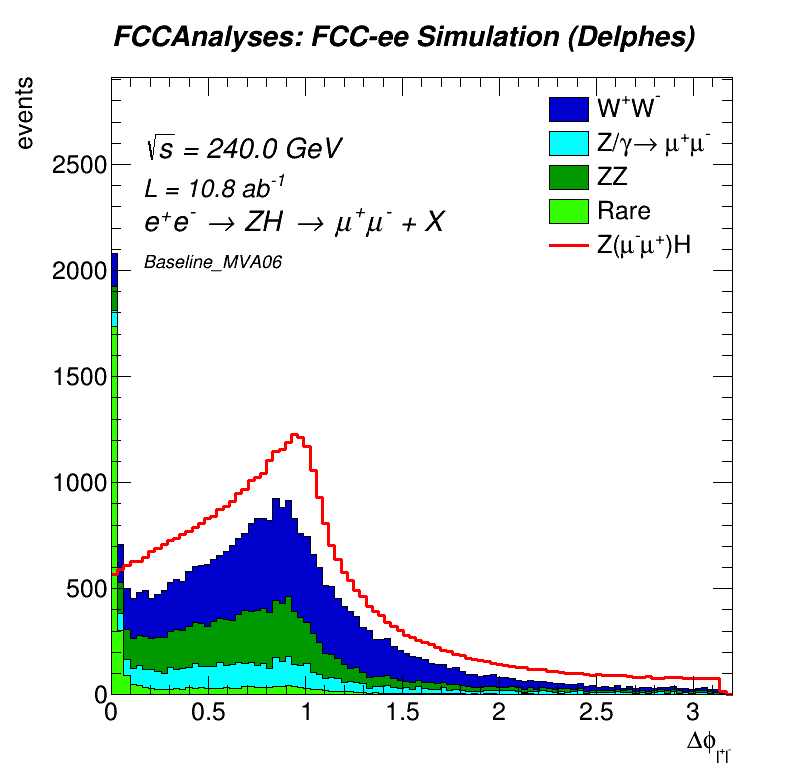 FCCAnalyses: FCC-ee Simulation (Delphes)
events
W⁺W⁻
Z/γ→ μ⁺μ⁻
ZZ
Rare
Z(μ⁻μ⁺)H
√s = 240.0 GeV
L = 10.8 ab⁻¹
e⁺e⁻ → ZH → μ⁺μ⁻ + X
Baseline_MVA06
2500
2000
1500
1000
500
0
0 0.5 1 1.5 2 2.5 3
Δϕ_l⁺l⁻